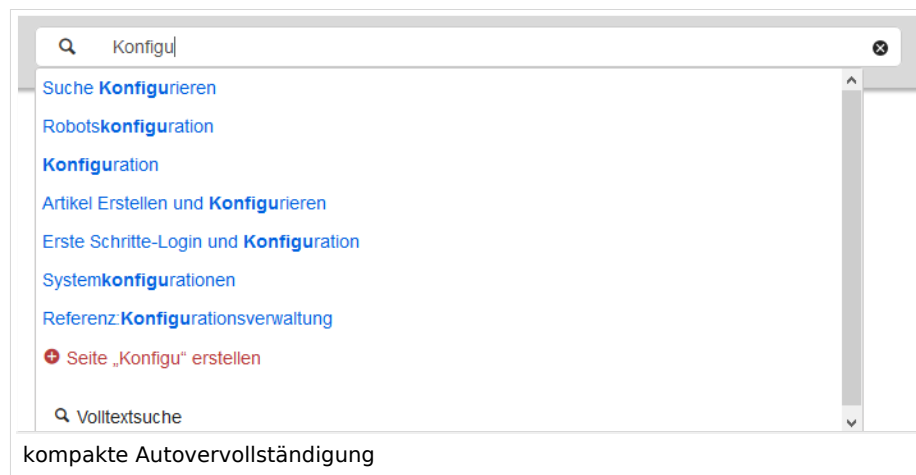 Konfigu
Suche Konfigurieren
Robotskonfiguration
Konfiguration
Artikel Erstellen und Konfigurieren
Erste Schritte-Login und Konfiguration
Systemkonfigurationen
Referenz:Konfigurationsverwaltung
Seite „Konfigu“ erstellen
Volltextsuche
kompakte Autovervollständigung